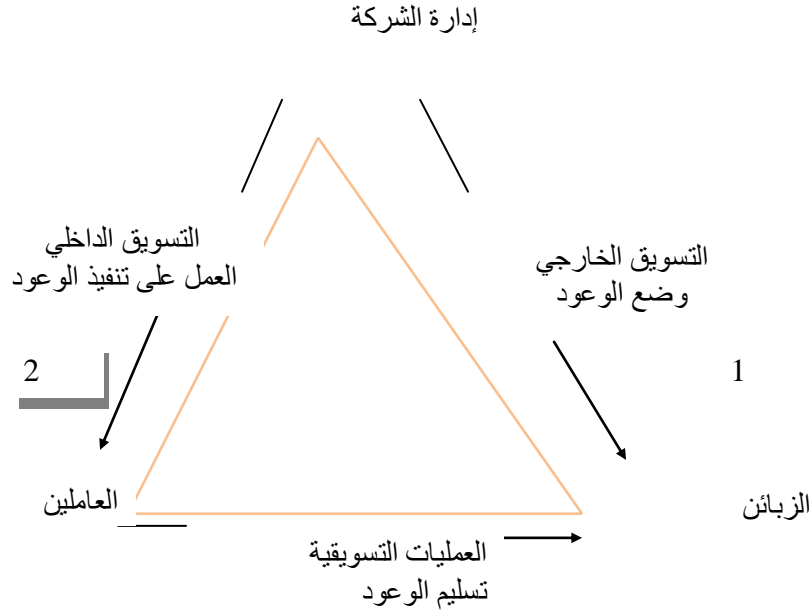 إدارة الشركة
التسويق الخارجي
وضع الوعود
التسويق الداخلي
العمل على تنفيذ الوعود
1
2
الزبائن
العاملين
العمليات التسويقية
تسليم الوعود